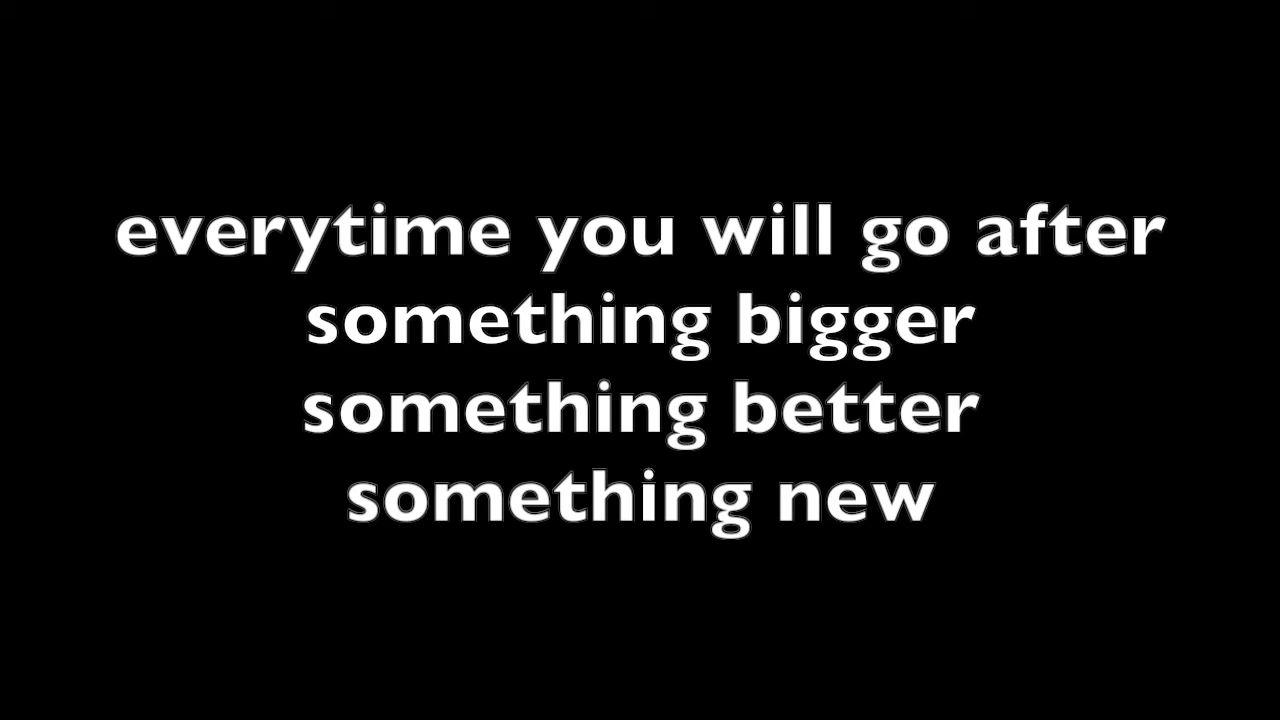 everytime you will go after
something bigger
something better
something new